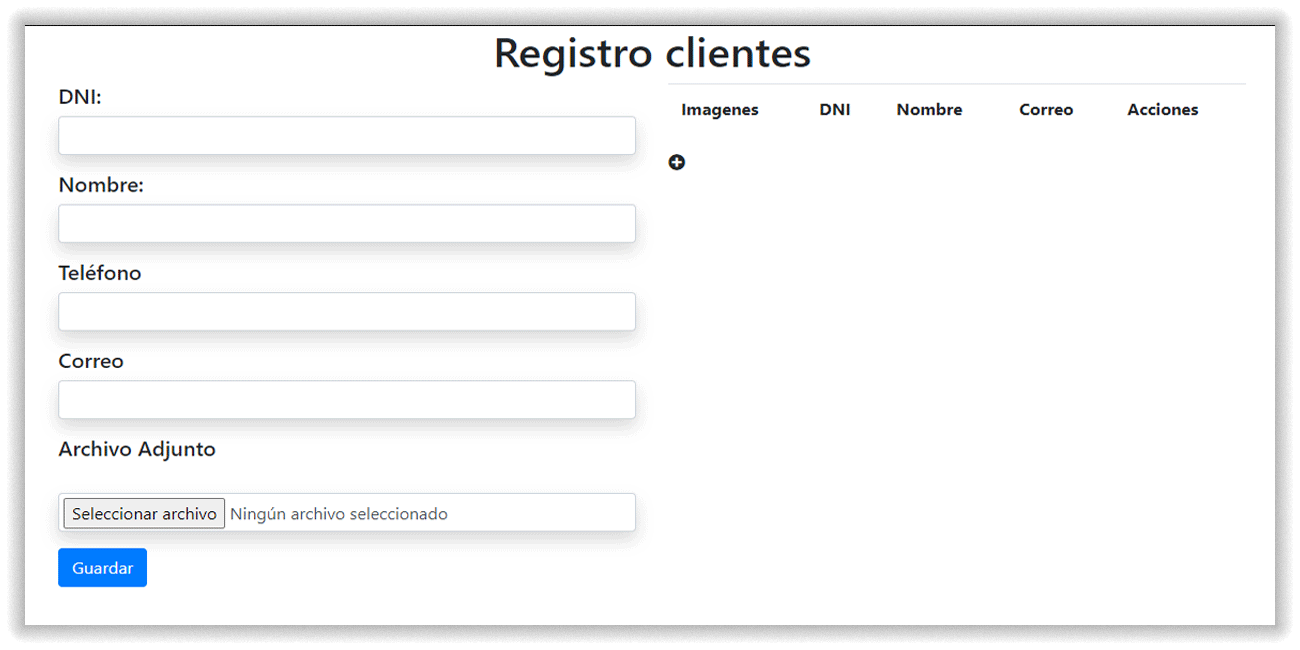 Registro clientes
DNI:
Nombre:
Teléfono
Correo
Archivo Adjunto
Seleccionar archivo Ningún archivo seleccionado
Guardar
Imagenes DNI Nombre Correo Acciones